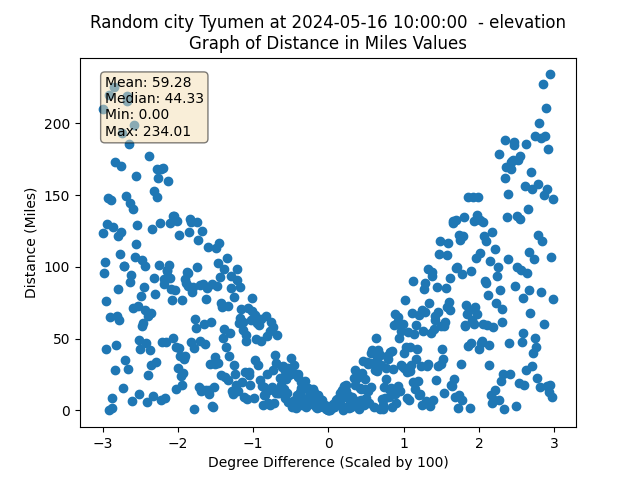 Random city Tyumen at 2024-05-16 10:00:00  - elevation
Graph of Distance in Miles Values
Mean: 59.28
Median: 44.33
Min: 0.00
Max: 234.01
Distance (Miles)
200
150
100
50
0
−3 −2 −1 0 1 2 3
Degree Difference (Scaled by 100)